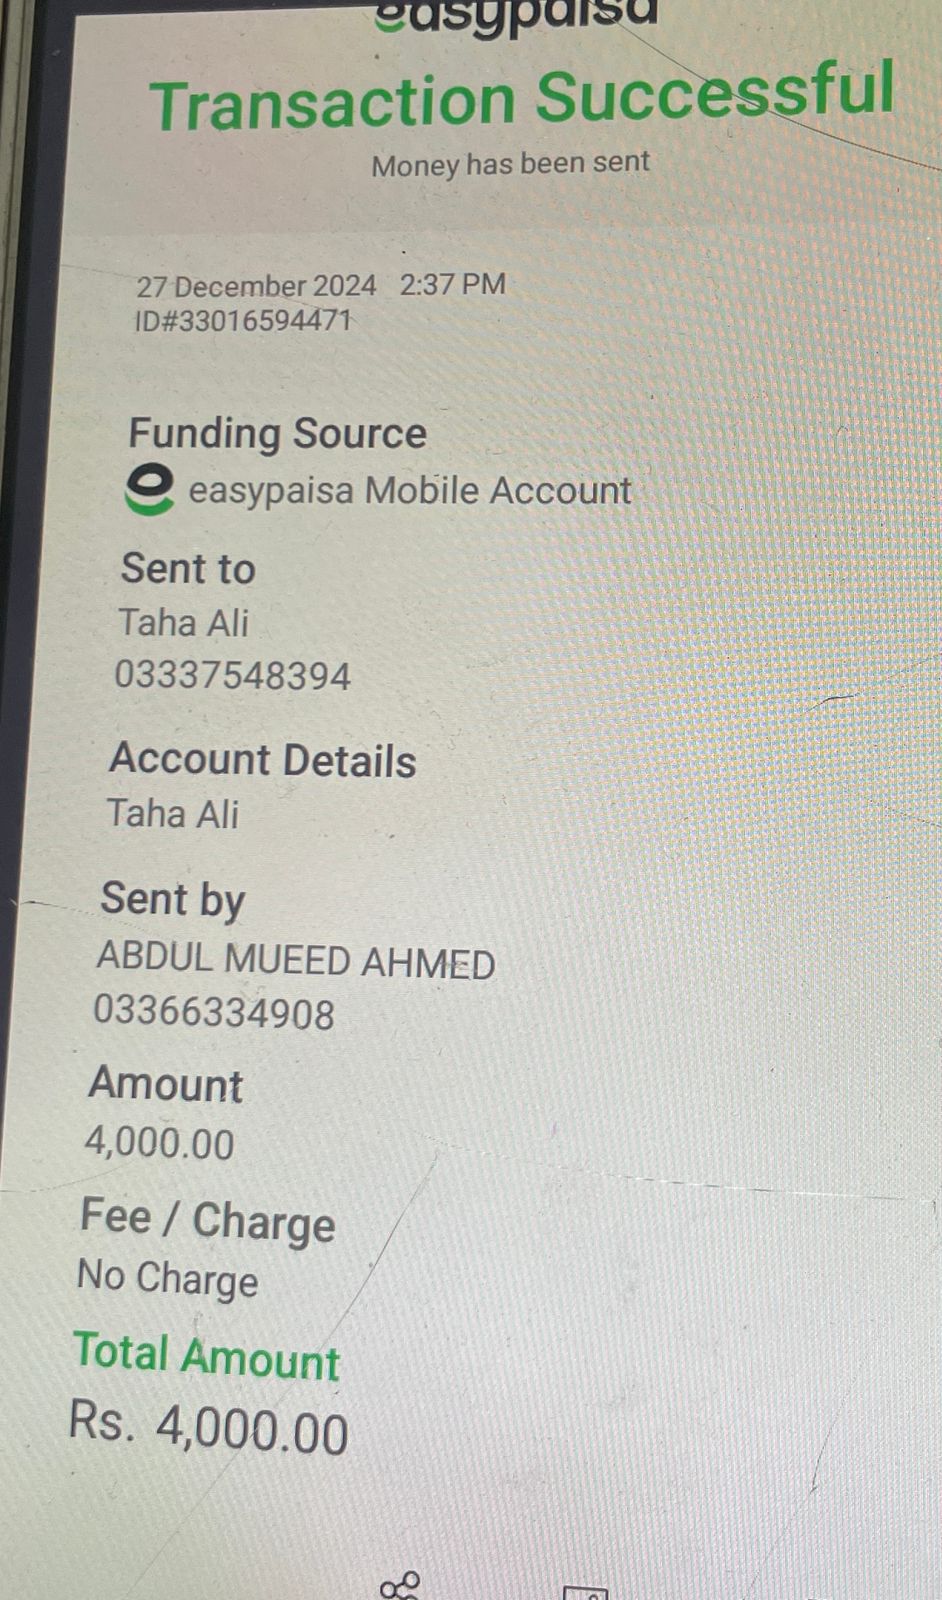 easypaisa
Transaction Successful
Money has been sent
27 December 2024 2:37 PM
ID#33016594471
Funding Source
easypaisa Mobile Account
Sent to
Taha Ali
03337548394
Account Details
Taha Ali
Sent by
ABDUL MUEED AHMED
03366334908
Amount
4,000.00
Fee / Charge
No Charge
Total Amount
Rs. 4,000.00